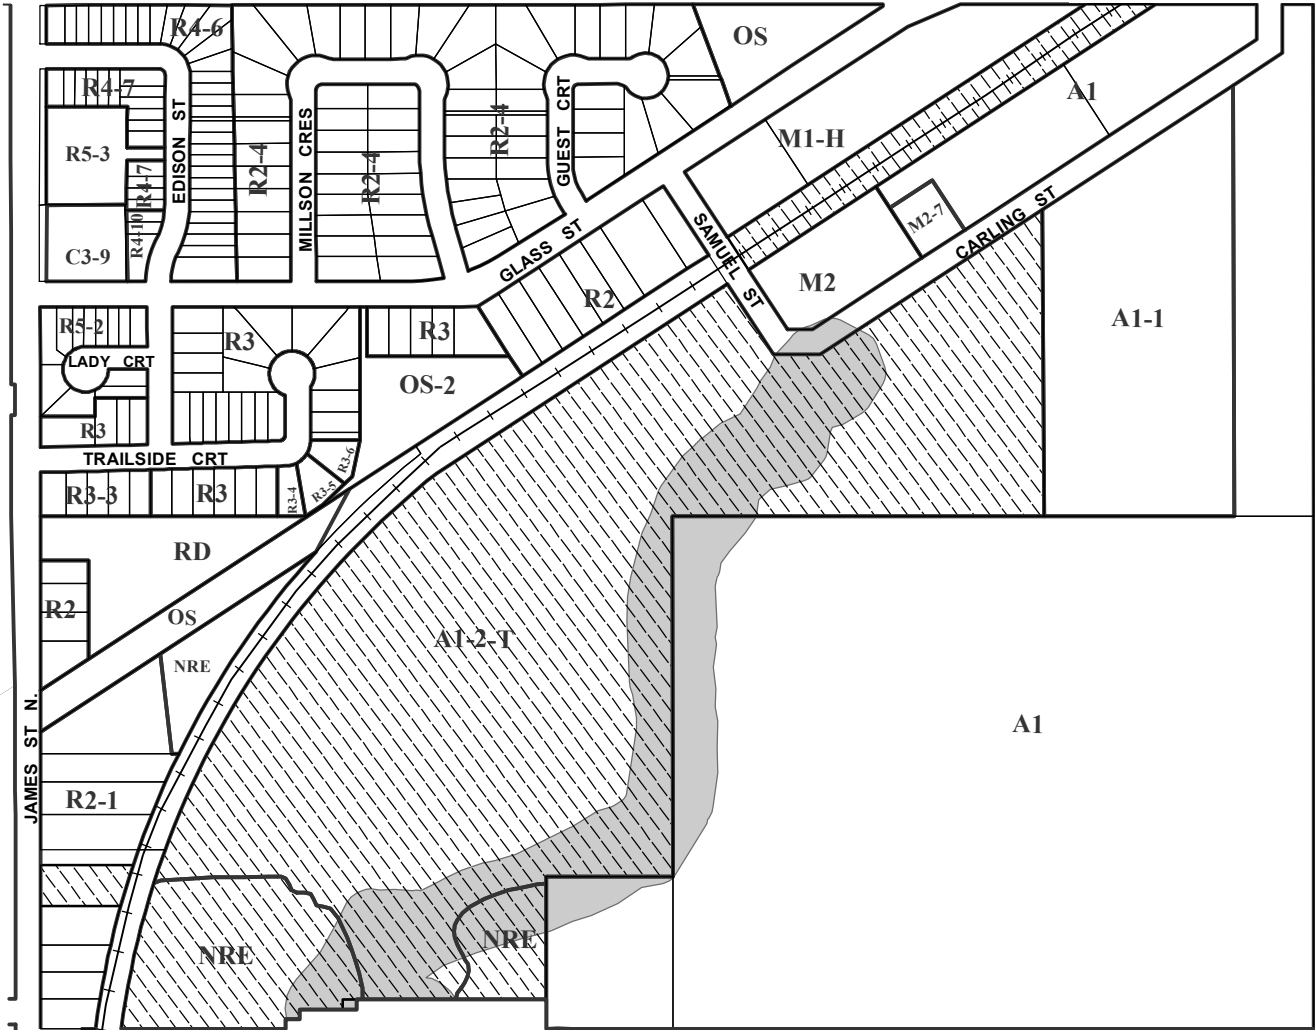 R4-6
OS
R4-7
EDISON ST
R5-3
R4-7
R4-10
C3-9
R2-4
MILLSON CRES
R2-4
R2-4
GUEST CRT
M1-H
A1
M2-7
CARLING ST
SAMUEL ST
GLASS ST
M2
R2
A1-1
R5-2
LADY CRT
R3
R3
R3
OS-2
TRAILSIDE CRT
R3-3
R3
R3-4
R3-5
R3-6
RD
R2
OS
NRE
A1-2-T
JAMES ST N.
R2-1
A1
NRE
NRE